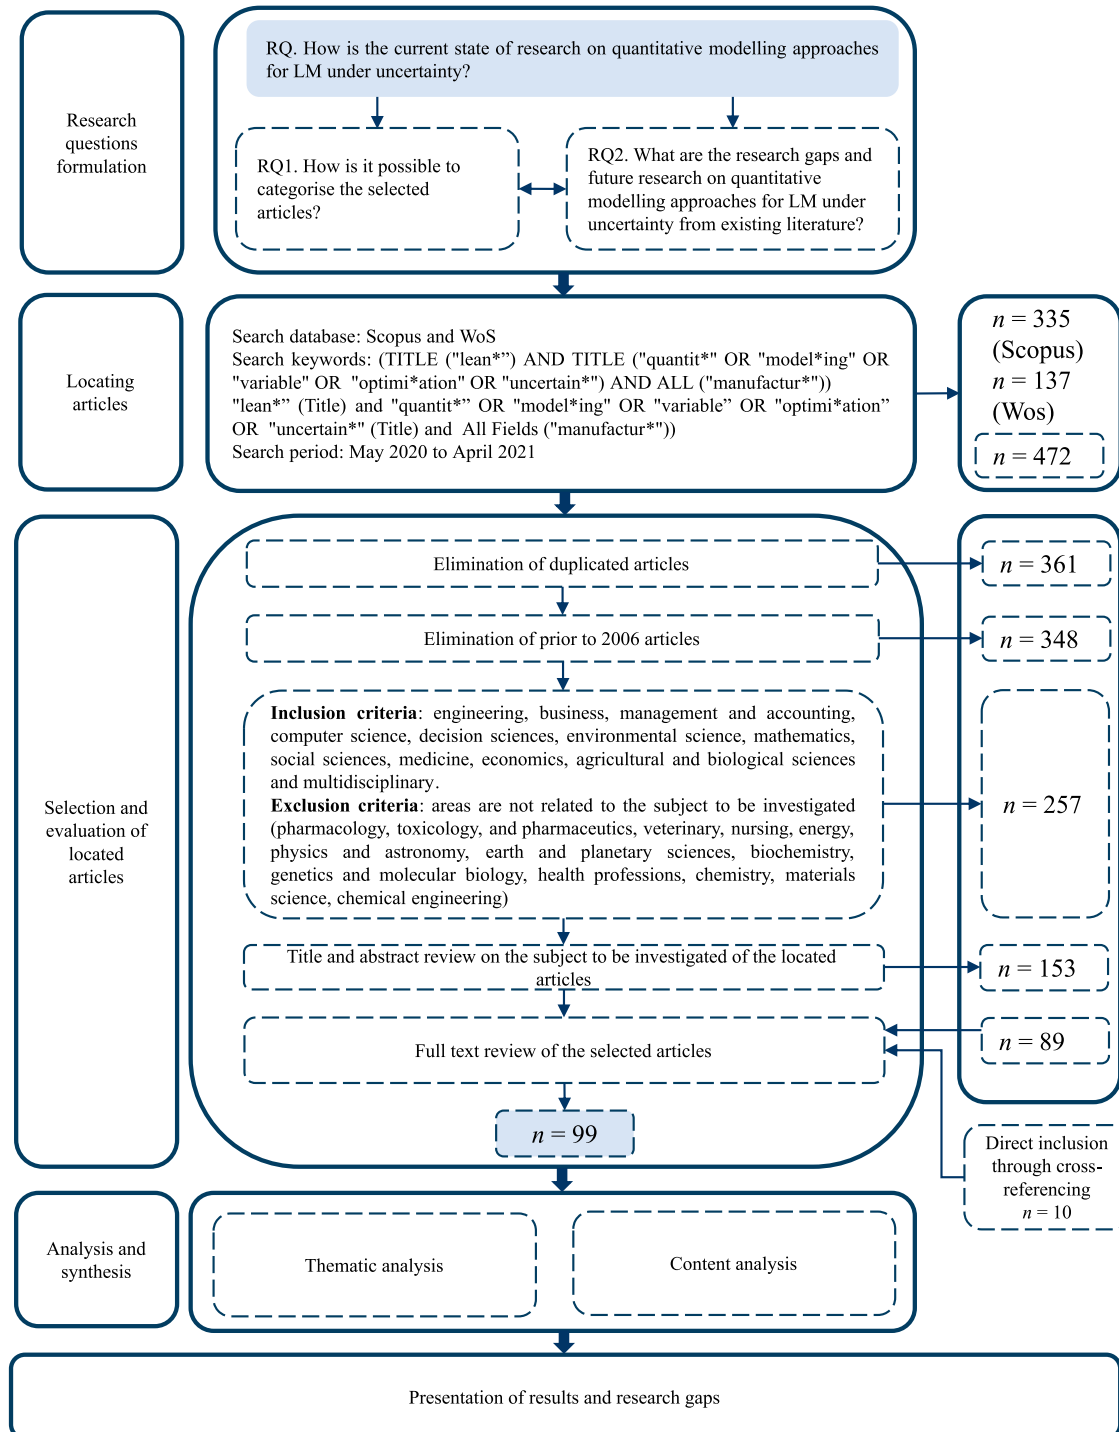 RQ. How is the current state of research on quantitative modelling approaches
for LM under uncertainty?
Research
questions
formulation
RQ1. How is it possible to
categorise the selected
articles?
RQ2. What are the research gaps and
future research on quantitative
modelling approaches for LM under
uncertainty from existing literature?
Locating
articles
Search database: Scopus and WoS
Search keywords: (TITLE ("lean*”) AND TITLE ("quantit*" OR "model*ing" OR
"variable" OR "optimi*ation" OR "uncertain*") AND ALL ("manufactur*"))
"lean*” (Title) and "quantit*” OR "model*ing" OR "variable” OR "optimi*ation”
OR "uncertain*" (Title) and All Fields ("manufactur*"))
Search period: May 2020 to April 2021
n = 335
(Scopus)
n = 137
(Wos)
n = 472
Selection and
evaluation of
located
articles
Elimination of duplicated articles
n = 361
Elimination of prior to 2006 articles
n = 348
Inclusion criteria: engineering, business, management and accounting,
computer science, decision sciences, environmental science, mathematics,
social sciences, medicine, economics, agricultural and biological sciences
and multidisciplinary.
Exclusion criteria: areas are not related to the subject to be investigated
(pharmacology, toxicology, and pharmaceutics, veterinary, nursing, energy,
physics and astronomy, earth and planetary sciences, biochemistry,
genetics and molecular biology, health professions, chemistry, materials
science, chemical engineering)
n = 257
Title and abstract review on the subject to be investigated of the located
articles
n = 153
Full text review of the selected articles
n = 89
n = 99
Direct inclusion
through cross-
referencing
n = 10
Analysis and
synthesis
Thematic analysis
Content analysis
Presentation of results and research gaps